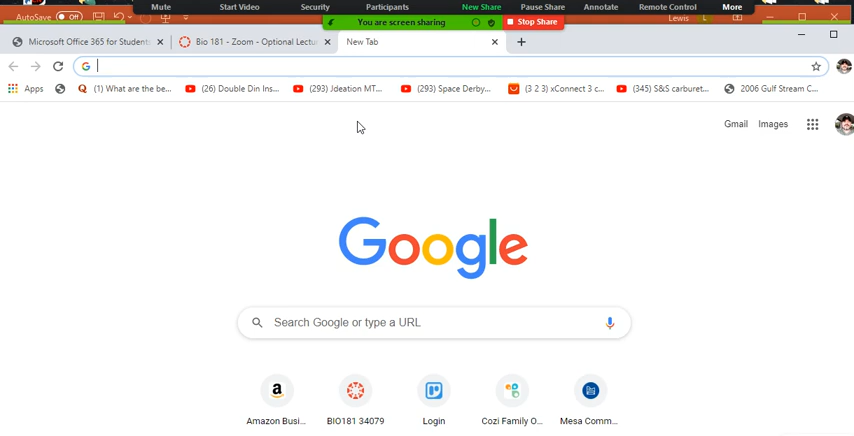 Mute Start Video Security Participants New Share Pause Share Annotate Remote Control More
AutoSave Off You are screen sharing Stop Share Lewis L
Microsoft Office 365 for Student: Bio 181 - Zoom - Optional Lectu New Tab
Apps (1) What are the be... (26) Double Din Ins... (293) Jdeation MT... (293) Space Derby... (3 2 3) xConnect 3 c... (345) S&S carburet... 2006 Gulf Stream C...
Gmail Images
Google
Search Google or type a URL
Amazon Busi... BIO181 34079 Login Cozi Family O... Mesa Comm...